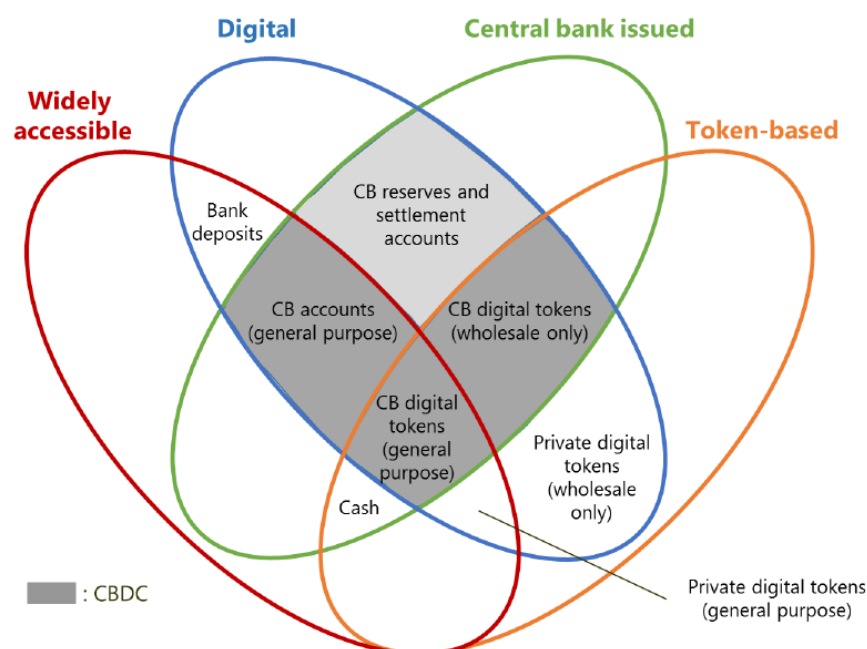 Digital
Central bank issued
Widely
accessible
Token-based
CB reserves and
settlement
accounts
Bank
deposits
CB accounts
(general purpose)
CB digital tokens
(wholesale only)
CB digital
tokens
(general
purpose)
Private digital
tokens
(wholesale
only)
Cash
: CBDC
Private digital tokens
(general purpose)